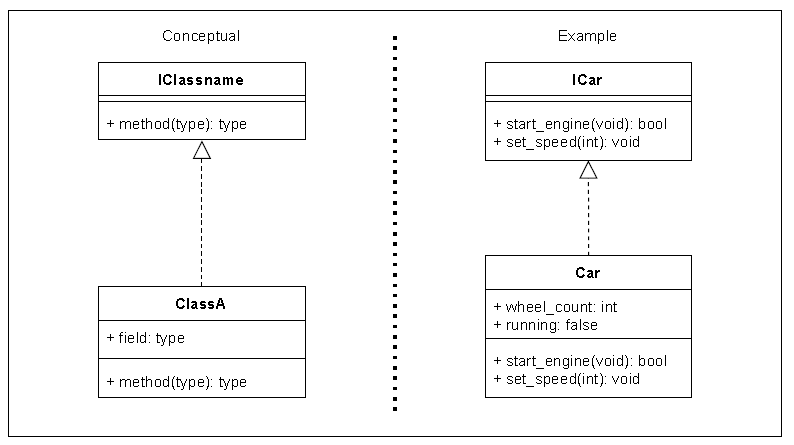 Conceptual
IClassname
+ method(type): type
ClassA
+ field: type
+ method(type): type
Example
ICar
+ start_engine(void): bool
+ set_speed(int): void
Car
+ wheel_count: int
+ running: false
+ start_engine(void): bool
+ set_speed(int): void